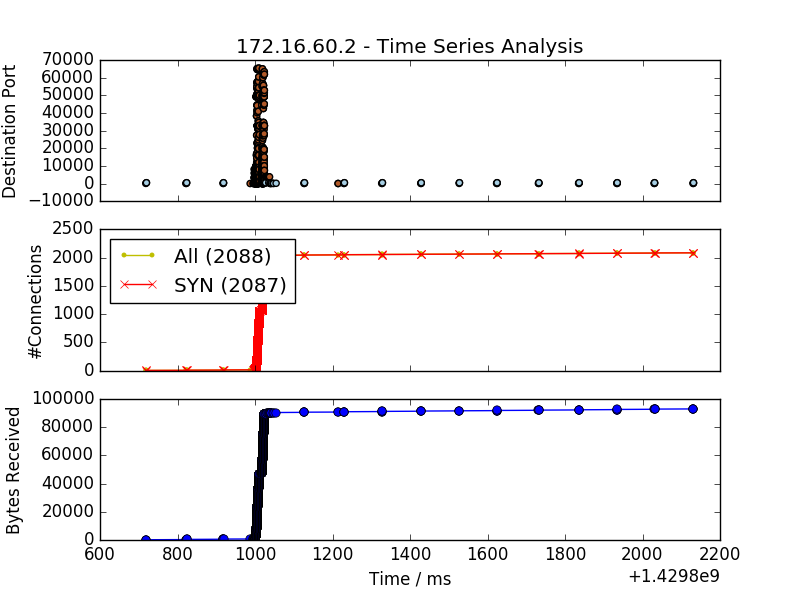 172.16.60.2 - Time Series Analysis
Destination Port
70000
60000
50000
40000
30000
20000
10000
0
−10000
#Connections
2500
2000
1500
1000
500
0
All (2088)
SYN (2087)
Bytes Received
100000
80000
60000
40000
20000
0
600 800 1000 1200 1400 1600 1800 2000 2200
Time / ms
+1.4298e9